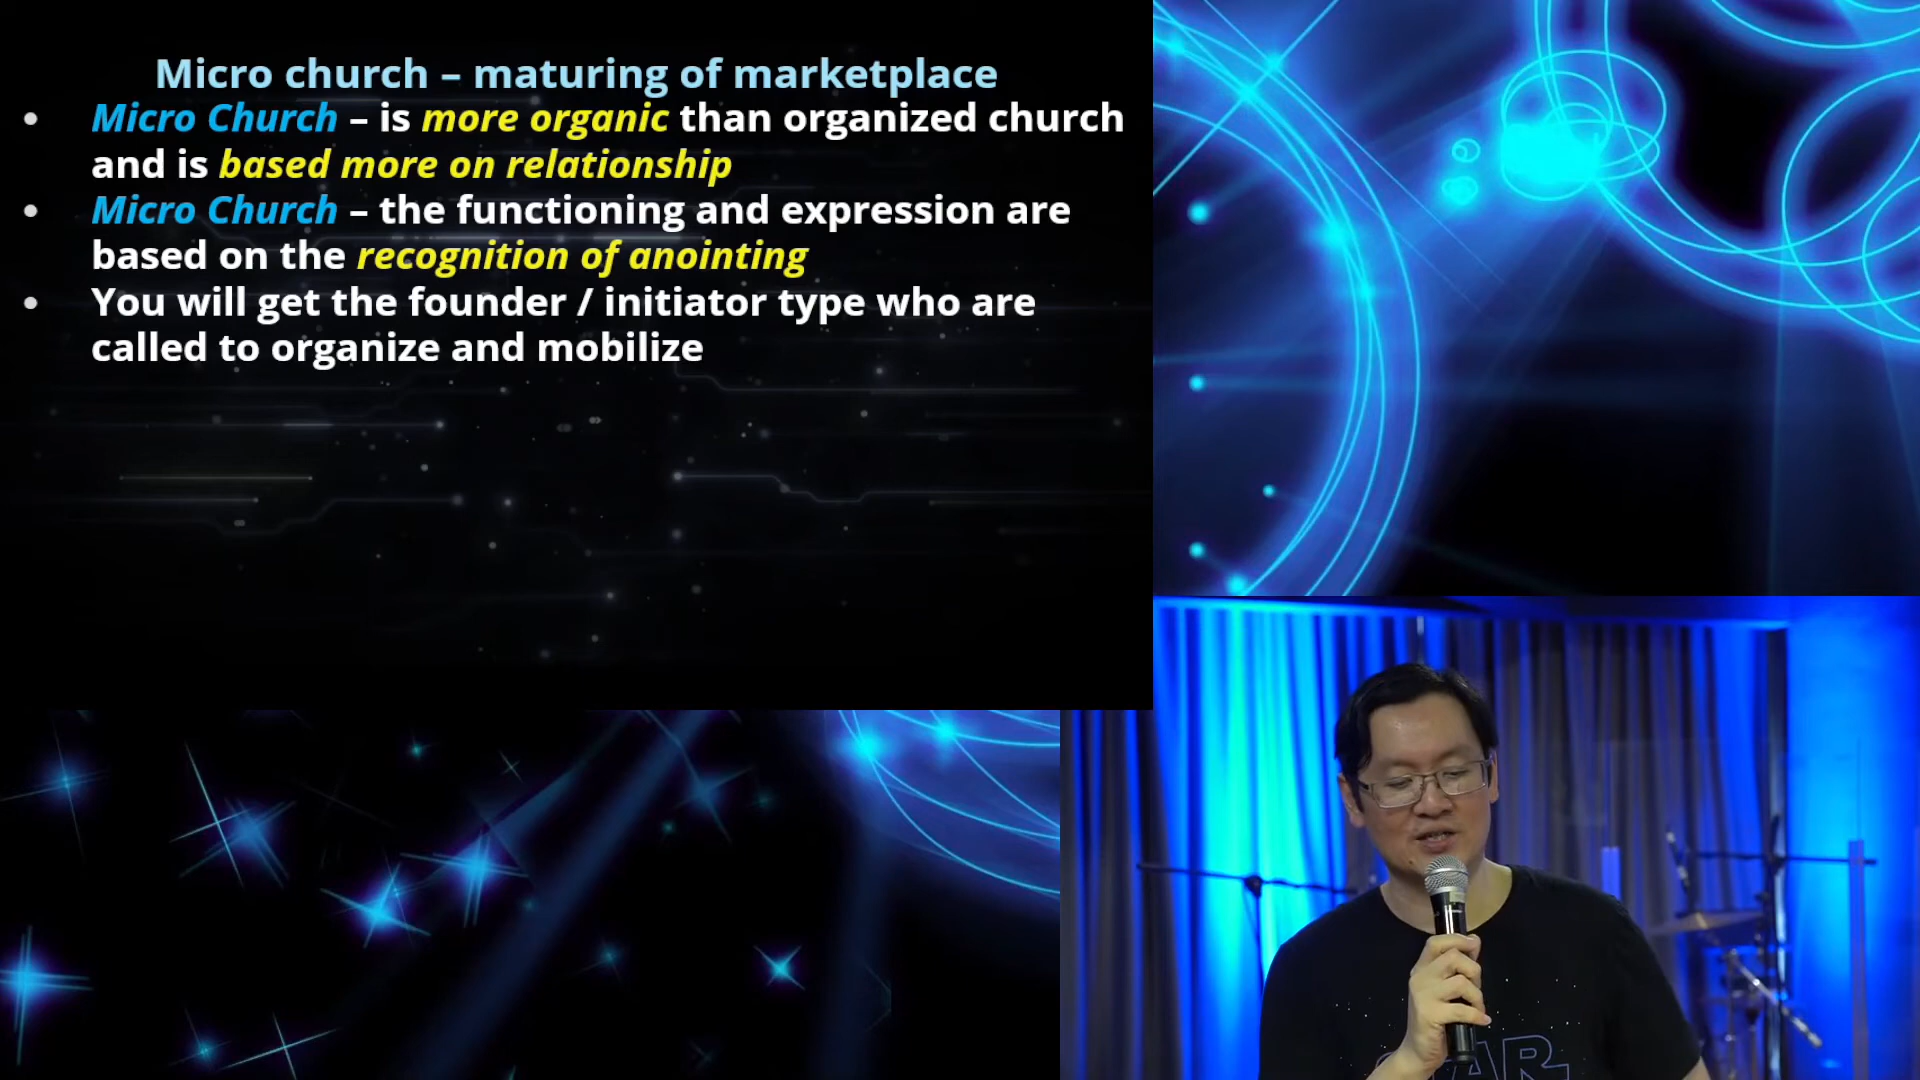 Micro church – maturing of marketplace
• Micro Church – is more organic than organized church
and is based more on relationship
• Micro Church – the functioning and expression are
based on the recognition of anointing
• You will get the founder / initiator type who are
called to organize and mobilize